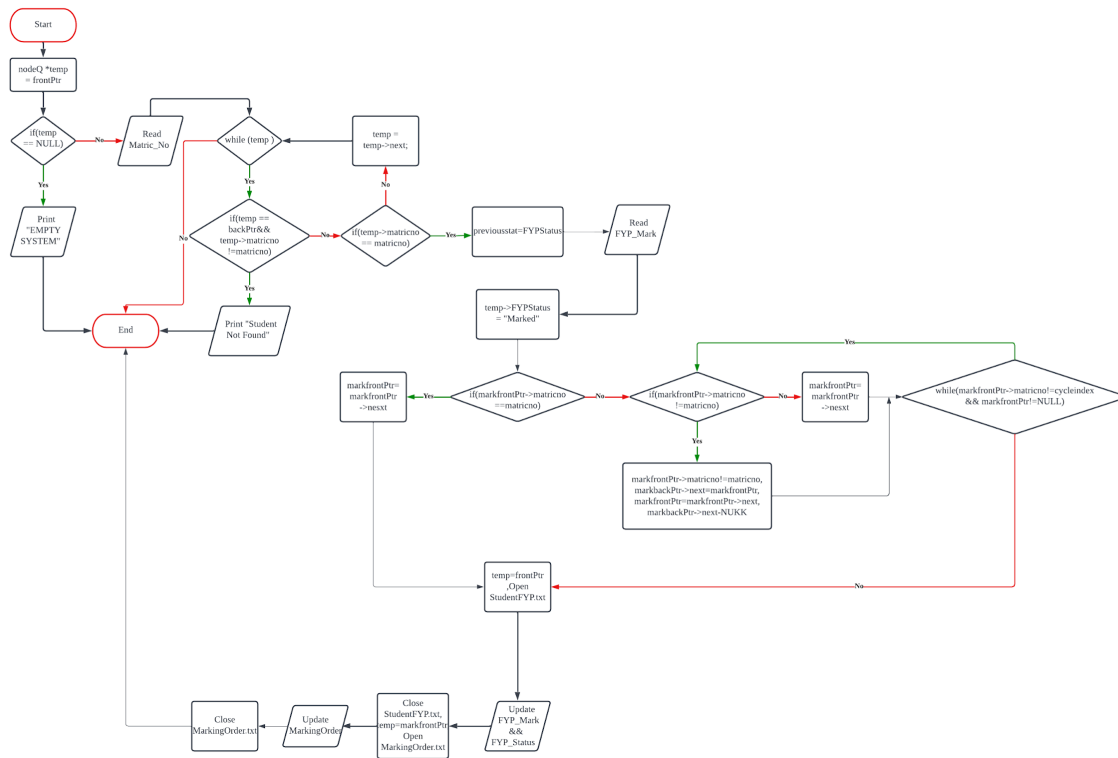 Start
nodeQ *temp
= frontPtr
if(temp
== NULL)
No
Read
Matric_No
while (temp )
temp =
temp->next;
Yes
Yes
No
No
Print
"EMPTY
SYSTEM"
if(temp ==
backPtr&&
temp->matricno
!=matricno)
No
if(temp->matricno
== matricno)
Yes
previousstat=FYPStatus
Read
FYP_Mark
Yes
End
Print "Student
Not Found"
temp->FYPStatus
= "Marked"
Yes
markfrontPtr=
markfrontPtr
->nesxt
Yes
if(markfrontPtr->matricno
==matricno)
No
if(markfrontPtr->matricno
!=matricno)
No
markfrontPtr=
markfrontPtr
->nesxt
while(markfrontPtr->matricno!=cycleindex
&& markfrontPtr!=NULL)
Yes
markfrontPtr->matricno!=matricno,
markbackPtr->next=markfrontPtr,
markfrontPtr=markfrontPtr->next,
markbackPtr->next-NUKK
temp=frontPtr
,Open
StudentFYP.txt
No
Close
MarkingOrder.txt
Update
MarkingOrder
Close
StudentFYP.txt,
temp=markfrontPtr
Open
MarkingOrder.txt
Update
FYP_Mark
&&
FYP_Status